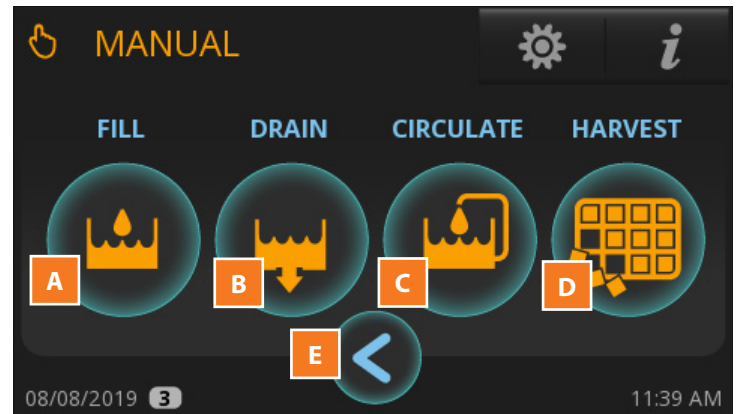 MANUAL i
FILL DRAIN CIRCULATE HARVEST
A B C D
E
08/08/2019 3 11:39 AM